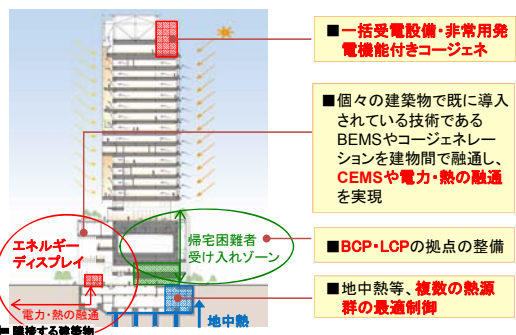 ■一括受電設備・非常用発
電機能付きコージェネ
■個々の建築物で既に導入
されている技術である
BEMSやコージェネレー
ションを建物間で融通し、
CEMSや電力・熱の融通
を実現
■BCP・LCPの拠点の整備
■地中熱等、複数の熱源
群の最適制御
帰宅困難者
受け入れゾーン
エネルギー
ディスプレイ
電力・熱の融通
隣接する建築物
地中熱